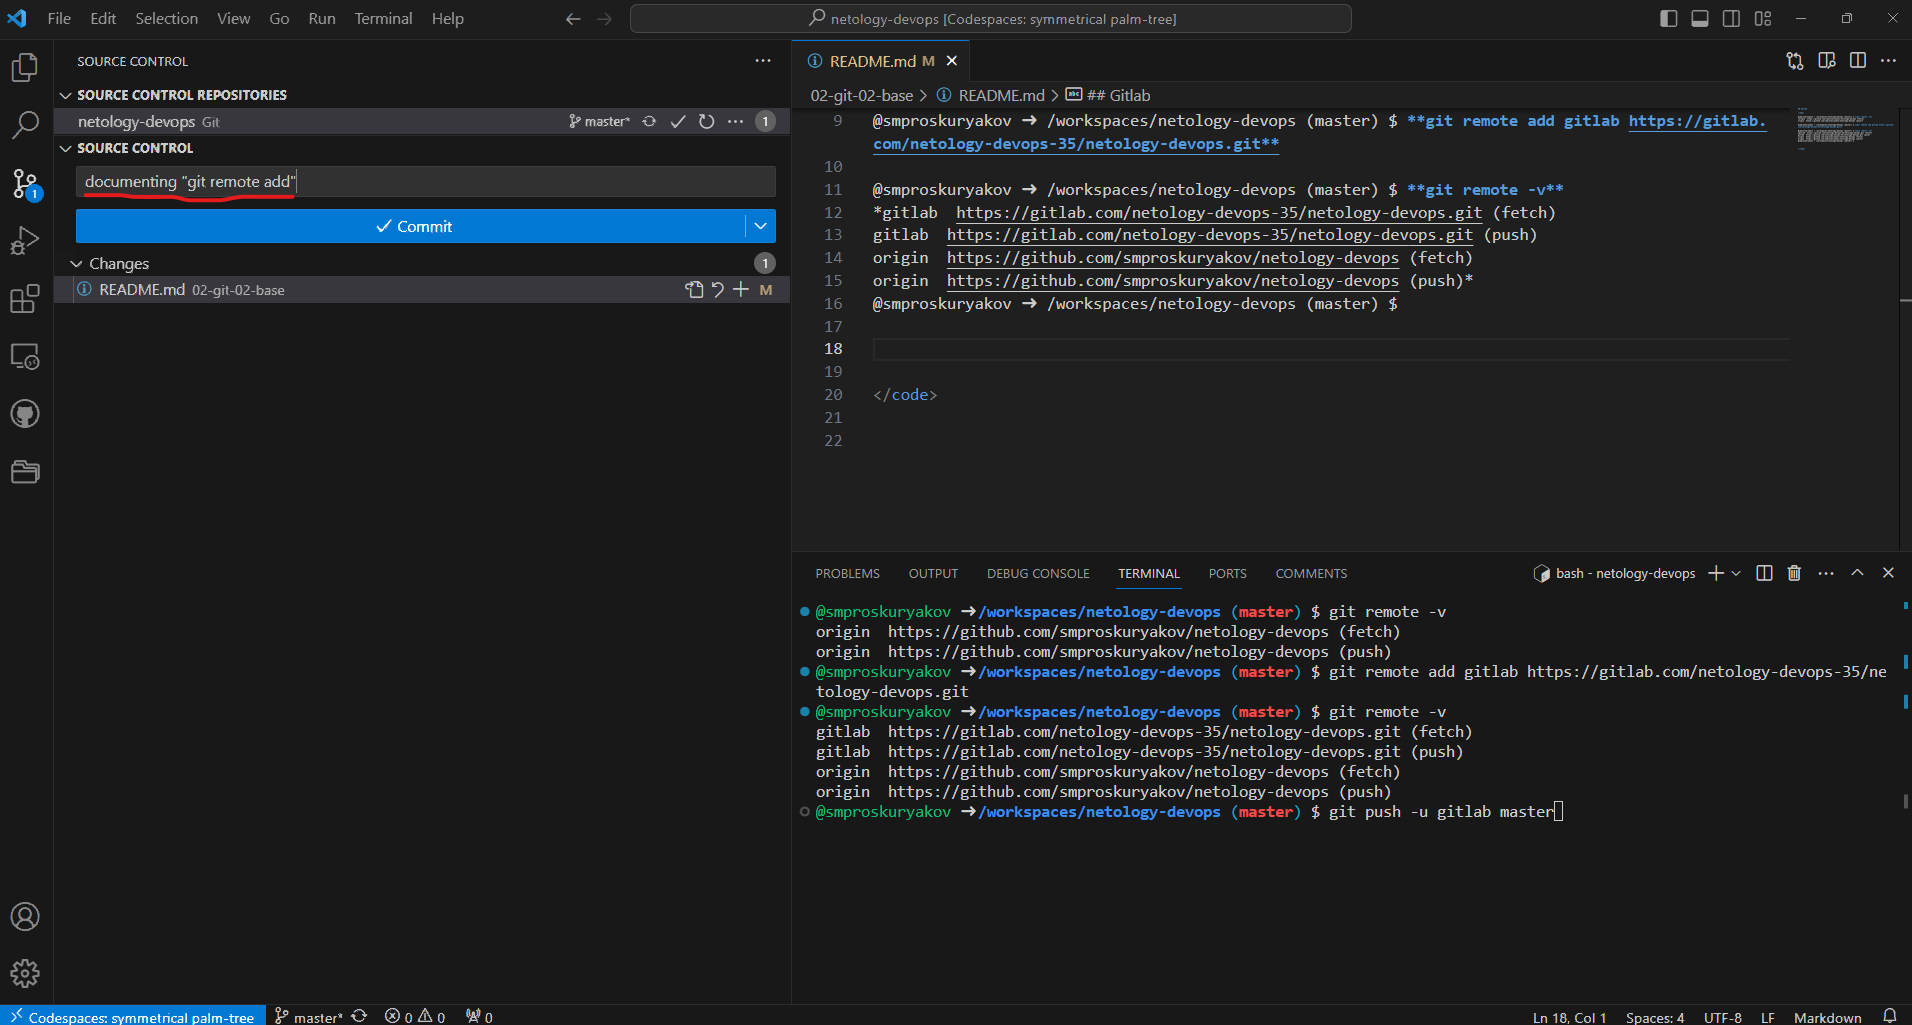 File Edit Selection View Go Run Terminal Help
netology-devops [Codespaces: symmetrical palm-tree]
SOURCE CONTROL
SOURCE CONTROL REPOSITORIES
netology-devops Git master* 1
SOURCE CONTROL
documenting "git remote add"
Commit
Changes 1
README.md 02-git-02-base M
1
README.md M
02-git-02-base > README.md > ## Gitlab
9 @smproskuryakov ➜ /workspaces/netology-devops (master) $ **git remote add gitlab https://gitlab.
com/netology-devops-35/netology-devops.git**
10
11 @smproskuryakov ➜ /workspaces/netology-devops (master) $ **git remote -v**
12 *gitlab  https://gitlab.com/netology-devops-35/netology-devops.git (fetch)
13 gitlab  https://gitlab.com/netology-devops-35/netology-devops.git (push)
14 origin  https://github.com/smproskuryakov/netology-devops (fetch)
15 origin  https://github.com/smproskuryakov/netology-devops (push)*
16 @smproskuryakov ➜ /workspaces/netology-devops (master) $
17
18
19
20 </code>
21
22
PROBLEMS OUTPUT DEBUG CONSOLE TERMINAL PORTS COMMENTS bash - netology-devops
@smproskuryakov ➜/workspaces/netology-devops (master) $ git remote -v
origin  https://github.com/smproskuryakov/netology-devops (fetch)
origin  https://github.com/smproskuryakov/netology-devops (push)
@smproskuryakov ➜/workspaces/netology-devops (master) $ git remote add gitlab https://gitlab.com/netology-devops-35/ne
tology-devops.git
@smproskuryakov ➜/workspaces/netology-devops (master) $ git remote -v
gitlab  https://gitlab.com/netology-devops-35/netology-devops.git (fetch)
gitlab  https://gitlab.com/netology-devops-35/netology-devops.git (push)
origin  https://github.com/smproskuryakov/netology-devops (fetch)
origin  https://github.com/smproskuryakov/netology-devops (push)
@smproskuryakov ➜/workspaces/netology-devops (master) $ git push -u gitlab master
Codespaces: symmetrical palm-tree master* 0 0 0 Ln 18, Col 1 Spaces: 4 UTF-8 LF Markdown